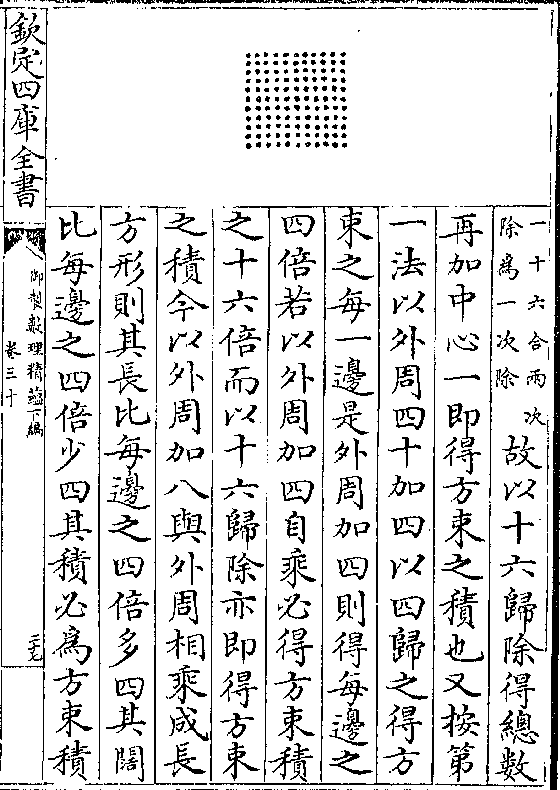 一十六合兩次
除為一次除
故以十六歸除得總數
再加中心一即得方束之積也又按第
一法以外周四十加四以四歸之得方
束之每一邊是外周加四則得每邊之
四倍若以外周加四自乘必得方束積
之十六倍而以十六歸除亦即得方束
之積今以外周加八與外周相乘成長
方形則其長比每邊之四倍多四其闊
比每邊之四倍少四其積必為方束積
欽定四庫全書
御製數理精蘊下編
卷三十
二十九